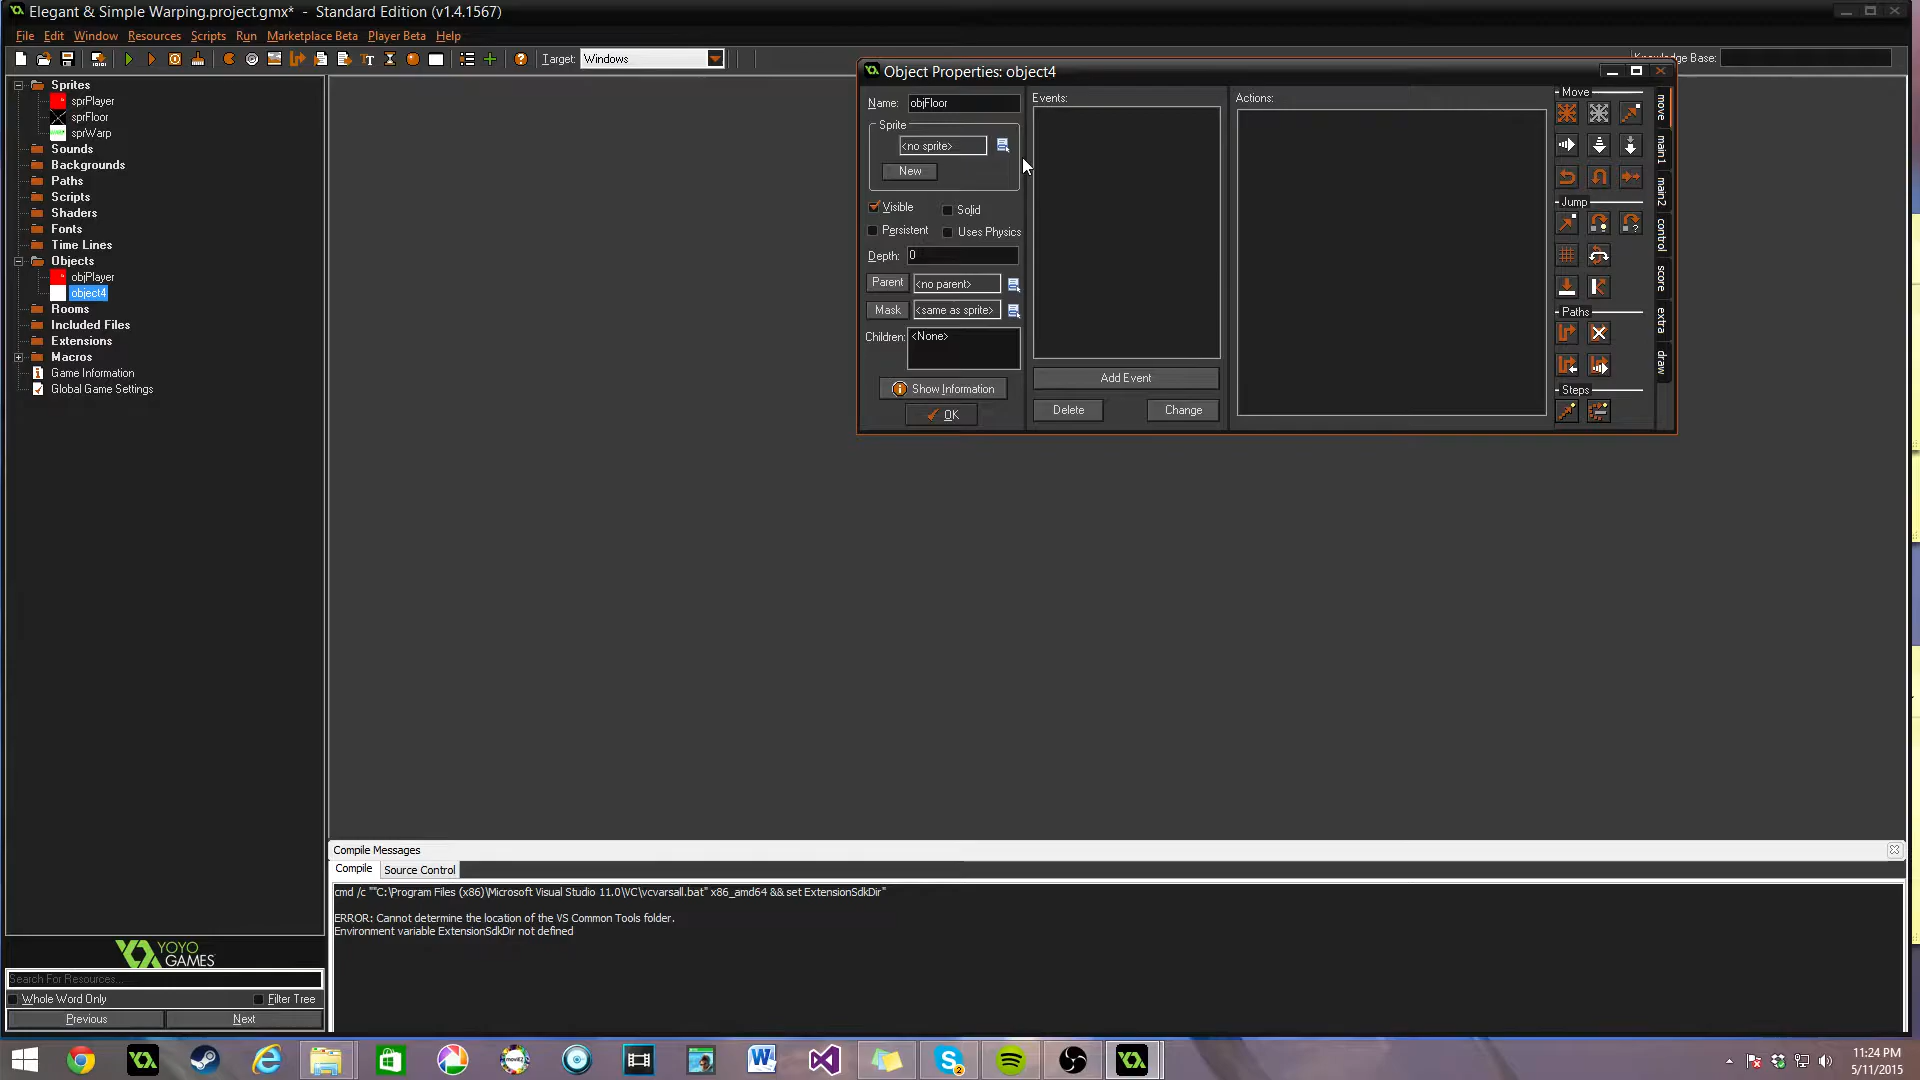 Elegant & Simple Warping.project.gmx* - Standard Edition (v1.4.1567)
File Edit Window Resources Scripts Run Marketplace Beta Player Beta Help
Target: Windows
Knowledge Base:
Sprites
sprPlayer
sprFloor
sprWarp
Sounds
Backgrounds
Paths
Scripts
Shaders
Fonts
Time Lines
Objects
objPlayer
object4
Rooms
Included Files
Extensions
Macros
Game Information
Global Game Settings
YOYO GAMES
Search For Resources...
Whole Word Only Filter Tree
Previous Next
Object Properties: object4
Name: objFloor
Sprite
<no sprite>
New
Visible Solid
Persistent Uses Physics
Depth: 0
Parent <no parent>
Mask <same as sprite>
Children: <None>
Show Information
OK
Events:
Add Event
Delete Change
Actions:
Move
Jump
Paths
Steps
move
main1
main2
control
score
extra
draw
Compile Messages
Compile Source Control
cmd /c ""C:\Program Files (x86)\Microsoft Visual Studio 11.0\VC\vcvarsall.bat" x86_amd64 && set ExtensionSdkDir"
ERROR: Cannot determine the location of the VS Common Tools folder.
Environment variable ExtensionSdkDir not defined
11:24 PM
5/11/2015